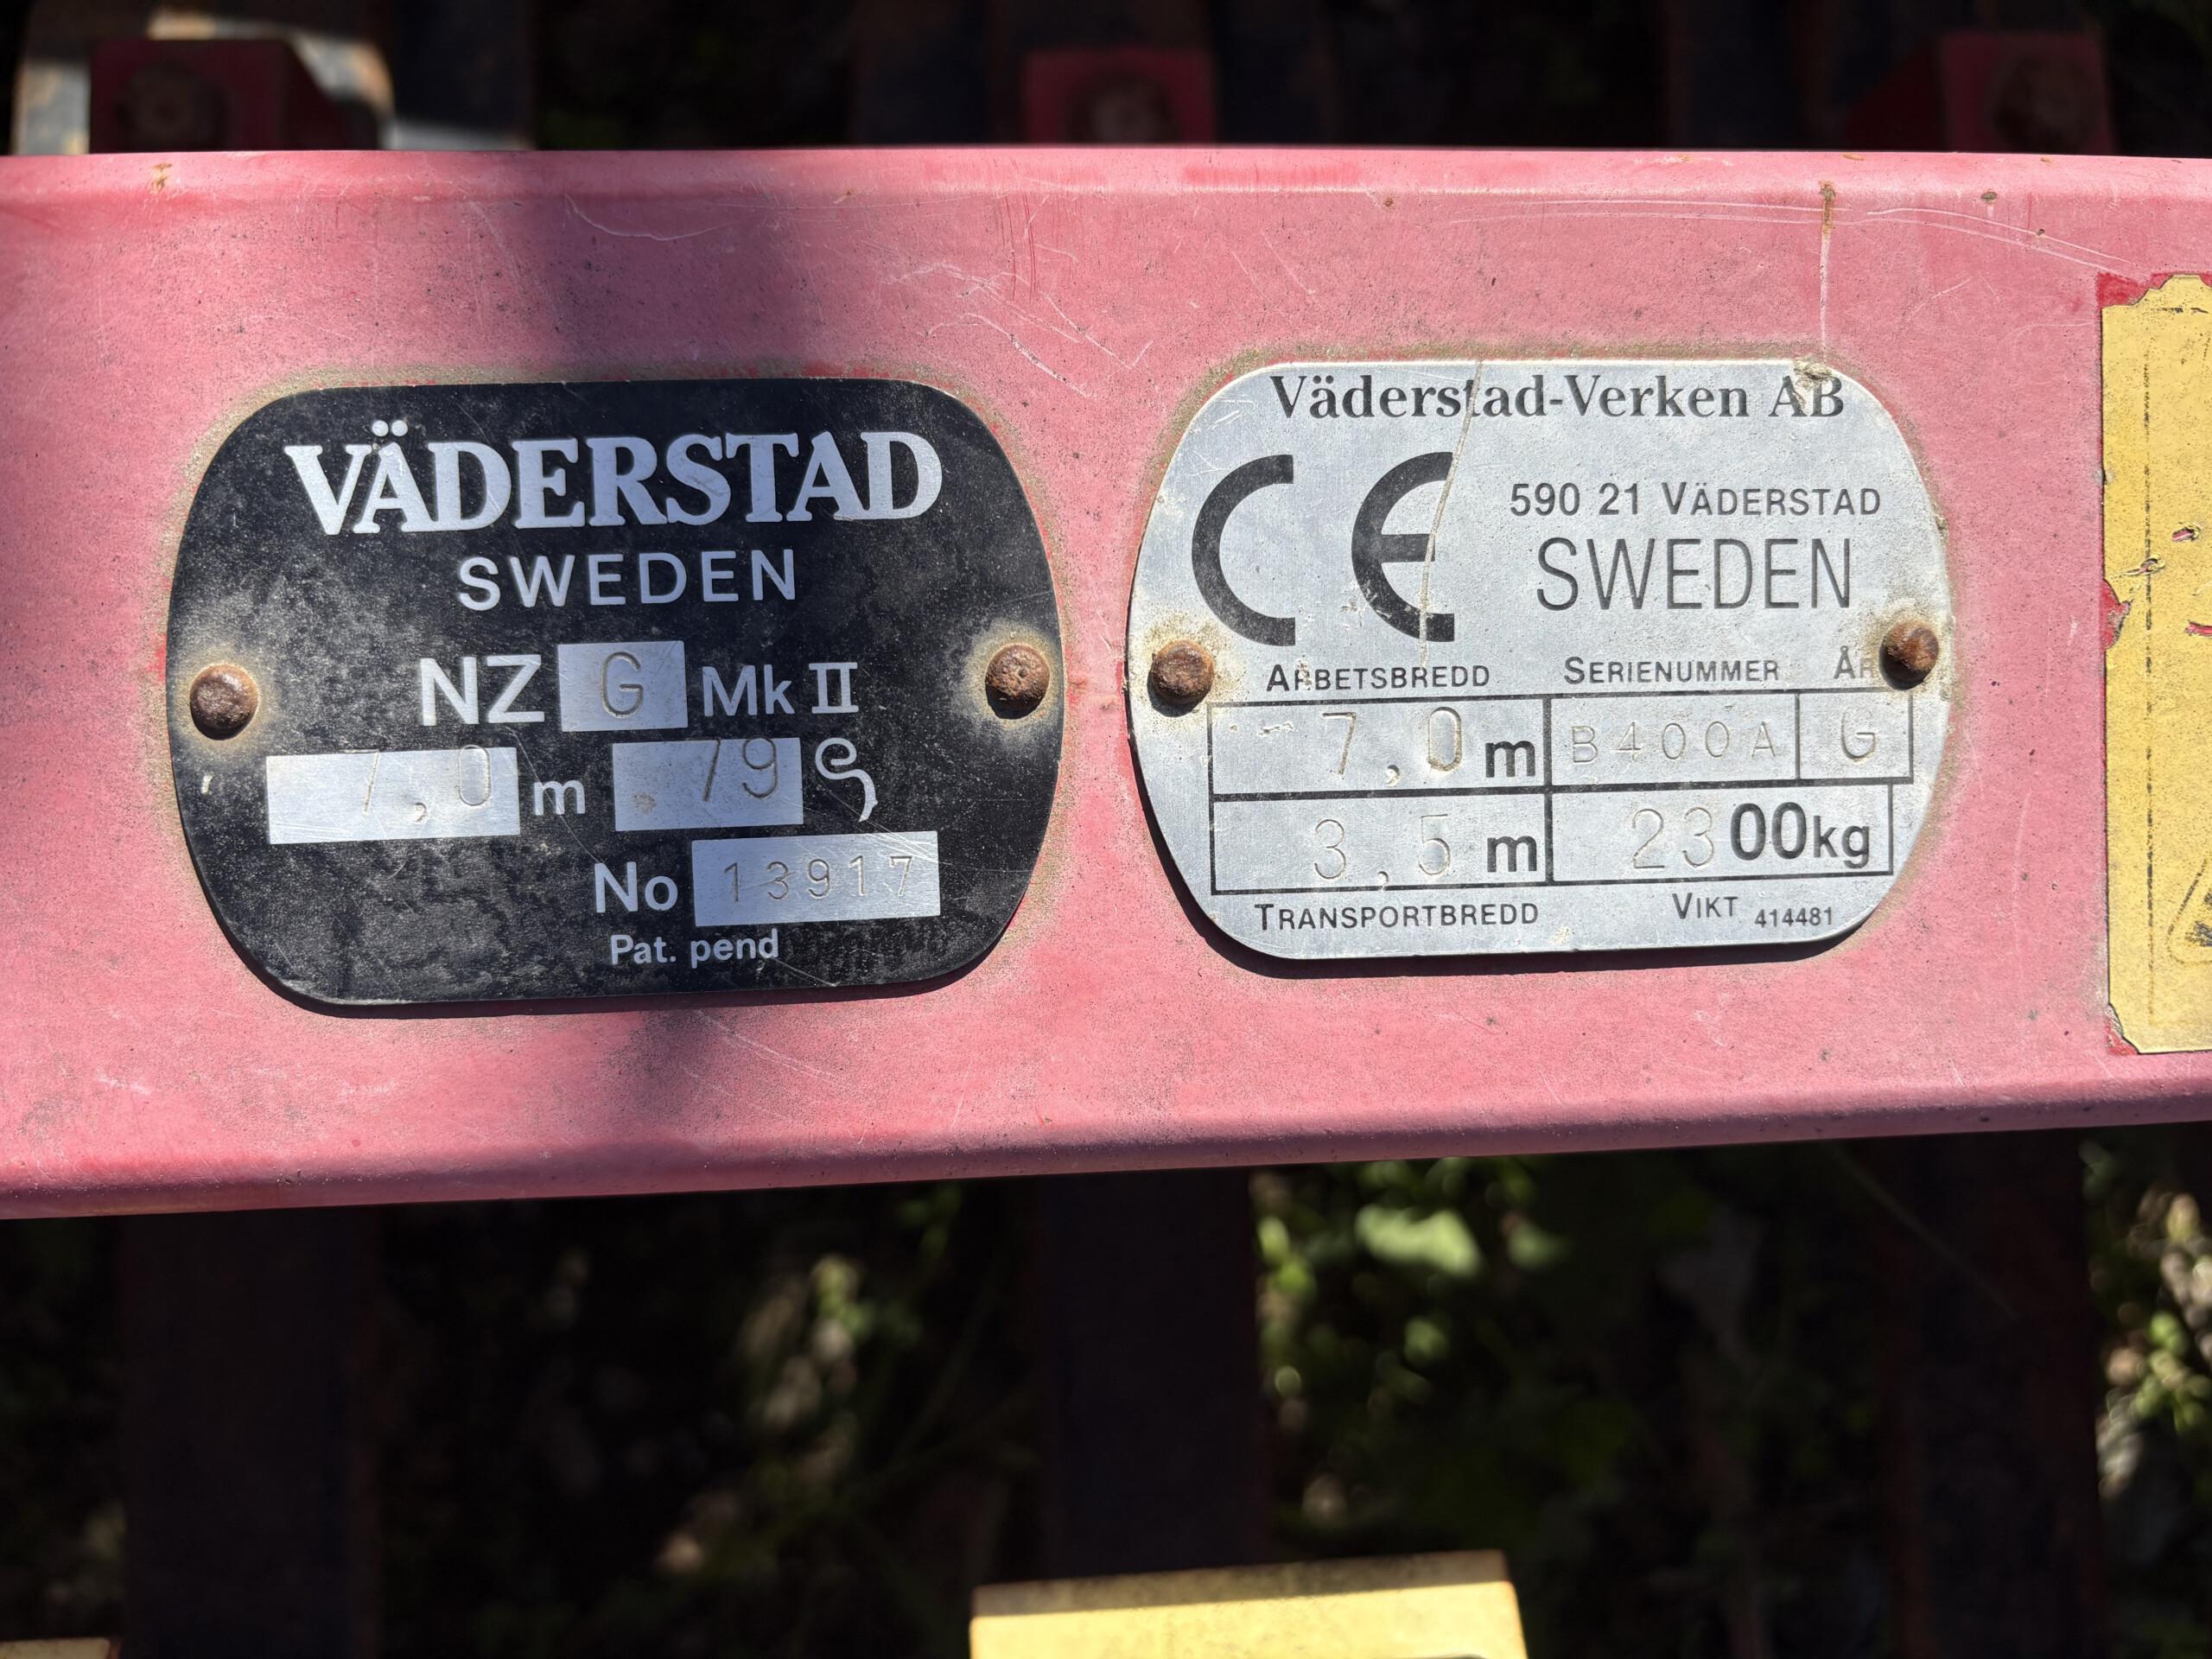 VÄDERSTAD
SWEDEN
NZ G Mk II
7,0 m 79
No 13917
Pat. pend
Väderstad-Verken AB
CE
590 21 VÄDERSTAD
SWEDEN
ARBETSBREDD SERIENUMMER ÅR
7,0 m B400A G
3,5 m 2300kg
TRANSPORTBREDD VIKT 414481